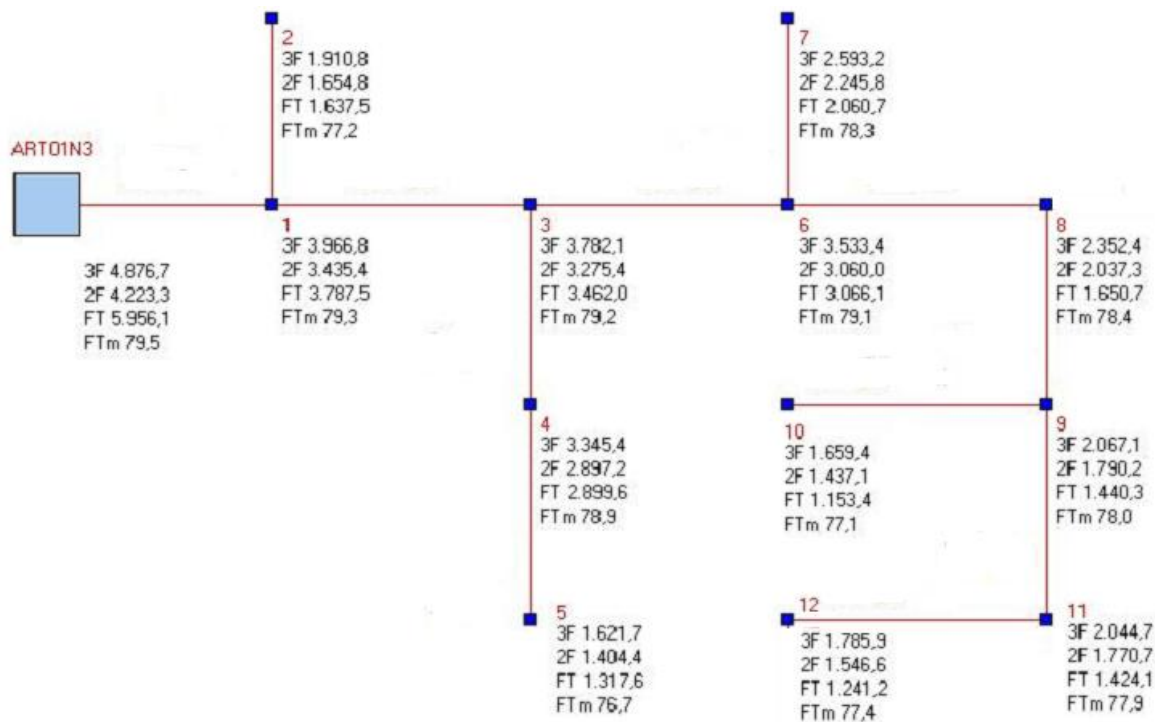 2
3F 1.910,8
2F 1.654,8
FT 1.637,5
FTm 77,2
7
3F 2.593,2
2F 2.245,8
FT 2.060,7
FTm 78,3
ART01N3
3F 4.876,7
2F 4.223,3
FT 5.956,1
FTm 79,5
1
3F 3.966,8
2F 3.435,4
FT 3.787,5
FTm 79,3
3
3F 3.782,1
2F 3.275,4
FT 3.462,0
FTm 79,2
6
3F 3.533,4
2F 3.060,0
FT 3.066,1
FTm 79,1
8
3F 2.352,4
2F 2.037,3
FT 1.650,7
FTm 78,4
4
3F 3.345,4
2F 2.897,2
FT 2.899,6
FTm 78,9
10
3F 1.659,4
2F 1.437,1
FT 1.153,4
FTm 77,1
9
3F 2.067,1
2F 1.790,2
FT 1.440,3
FTm 78,0
5
3F 1.621,7
2F 1.404,4
FT 1.317,6
FTm 76,7
12
3F 1.785,9
2F 1.546,6
FT 1.241,2
FTm 77,4
11
3F 2.044,7
2F 1.770,7
FT 1.424,1
FTm 77,9